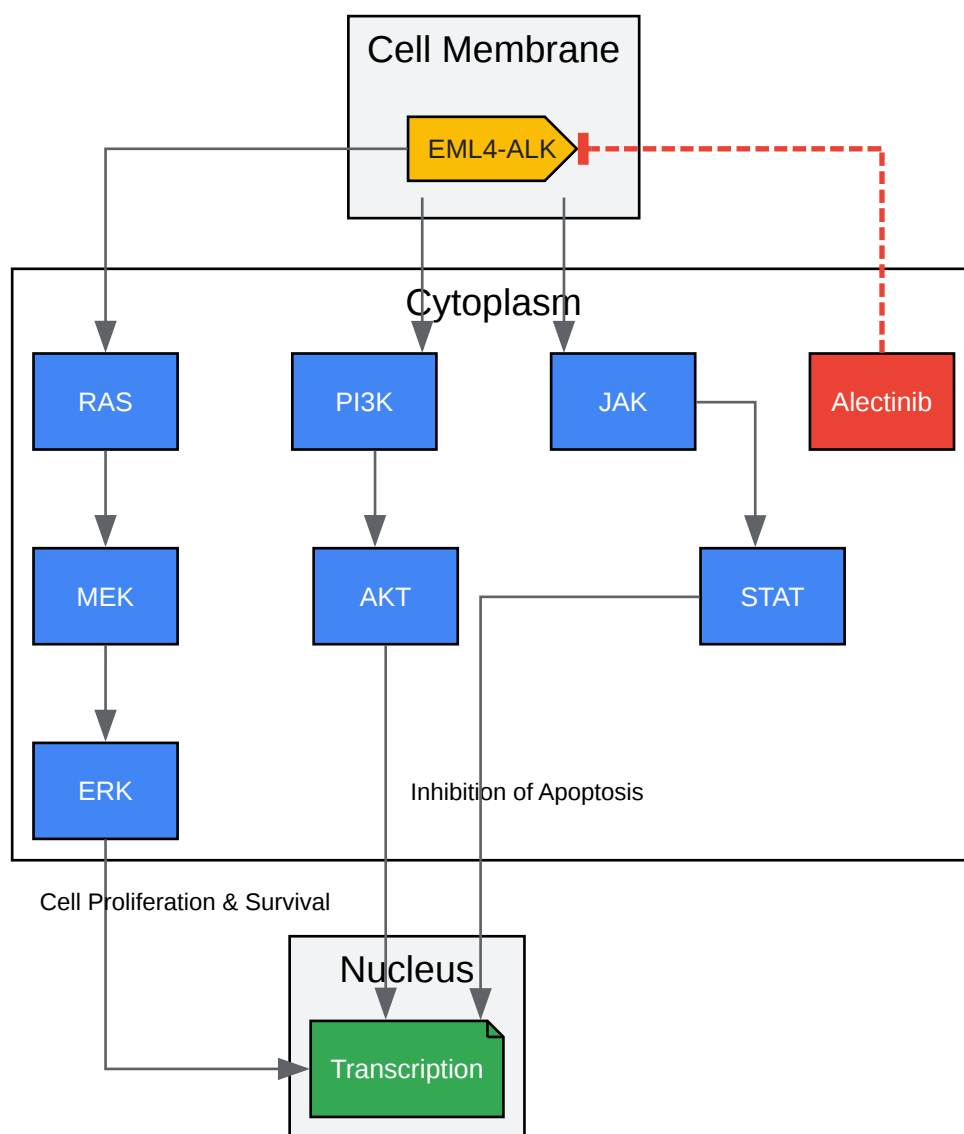 Cell Membrane
EML4-ALK
Cytoplasm
RAS
PI3K
JAK
Alectinib
MEK
AKT
STAT
ERK
Inhibition of Apoptosis
Cell Proliferation & Survival
Nucleus
Transcription